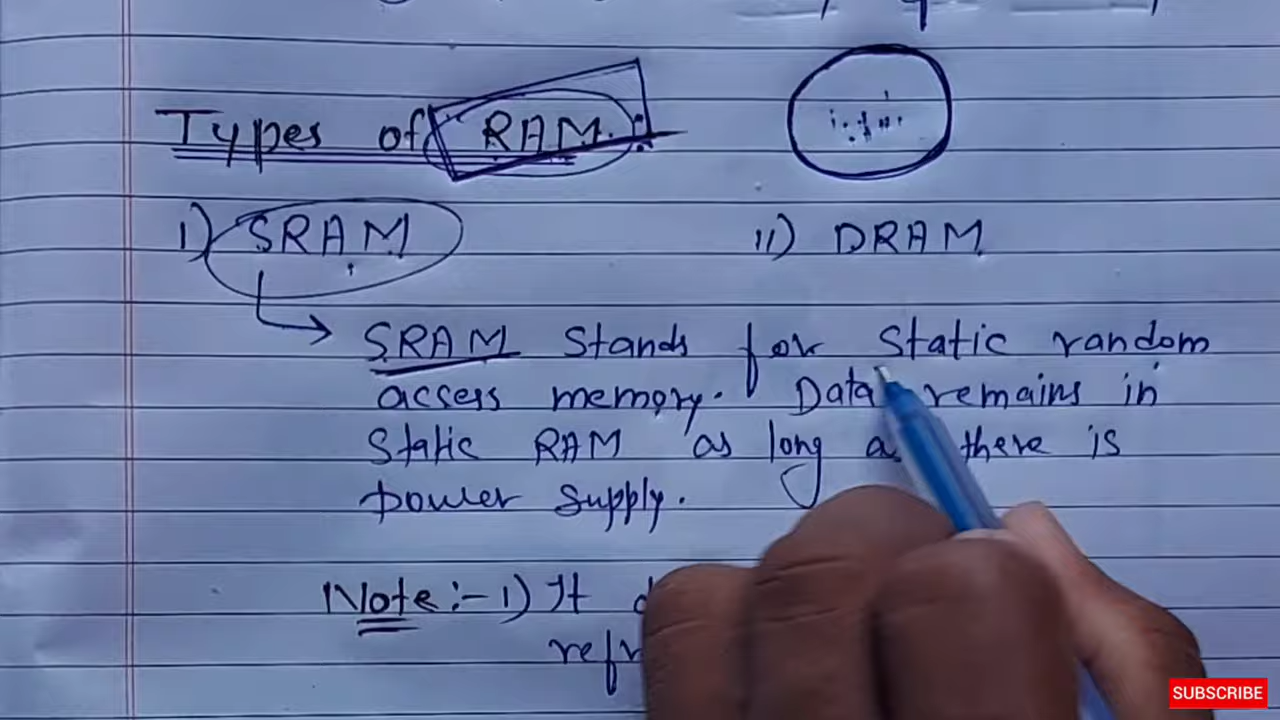 Types of RAM:
i) SRAM
ii) DRAM
SRAM Stands for Static random
access memory. Data remains in
Static RAM as long as there is
power supply.
Note :- 1) It
SUBSCRIBE